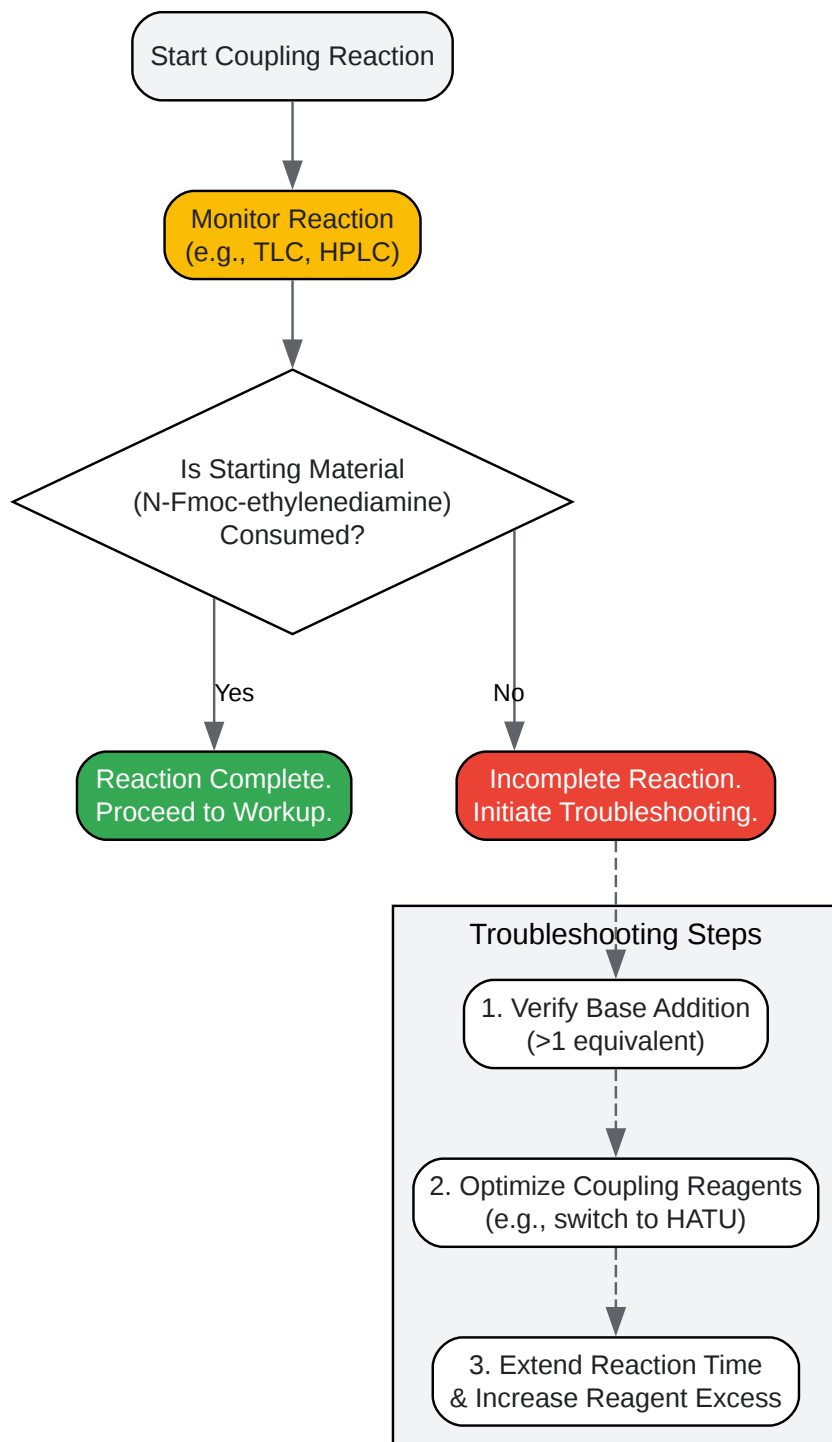 Start Coupling Reaction
Monitor Reaction
(e.g., TLC, HPLC)
Is Starting Material
(N-Fmoc-ethylenediamine)
Consumed?
Yes
No
Reaction Complete.
Proceed to Workup.
Incomplete Reaction.
Initiate Troubleshooting.
Troubleshooting Steps
1. Verify Base Addition
(>1 equivalent)
2. Optimize Coupling Reagents
(e.g., switch to HATU)
3. Extend Reaction Time
& Increase Reagent Excess